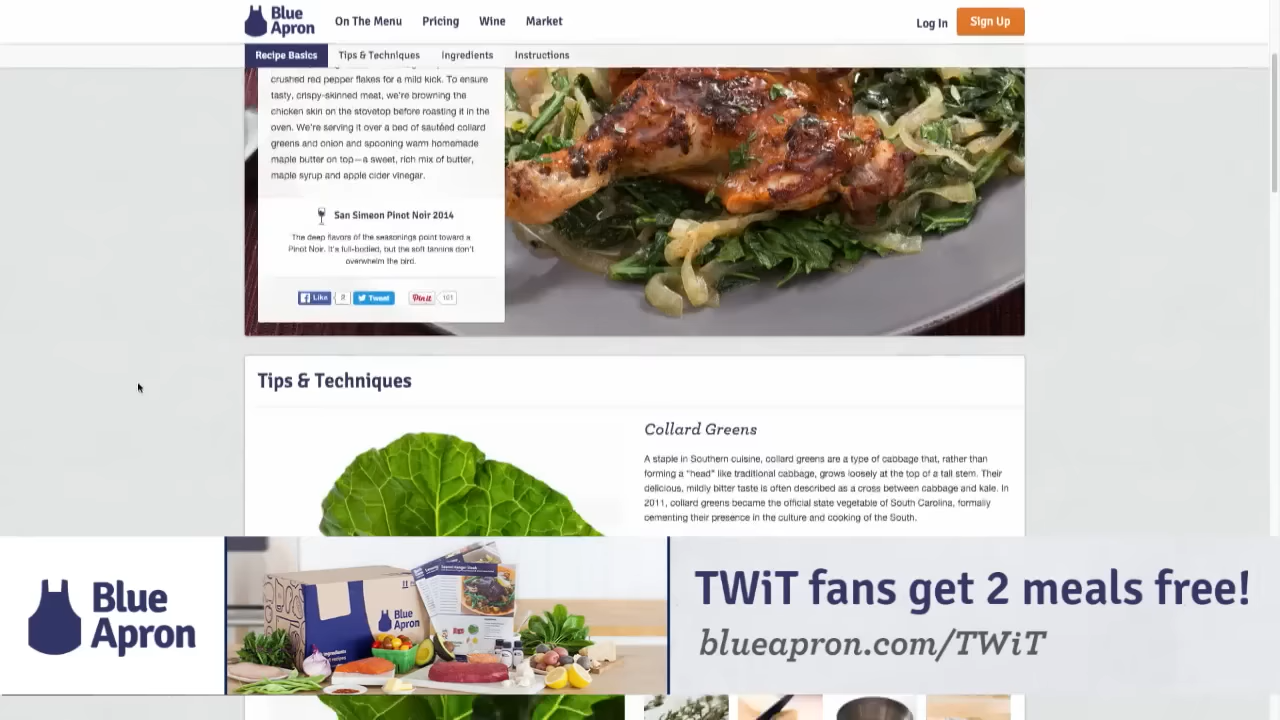 Blue
Apron
On The Menu
Pricing
Wine
Market
Log In
Sign Up
Recipe Basics
Tips & Techniques
Ingredients
Instructions
crushed red pepper flakes for a mild kick. To ensure
tasty, crispy-skinned meat, we're browning the
chicken skin on the stovetop before roasting it in the
oven. We're serving it over a bed of sautéed collard
greens and onion and spooning warm homemade
maple butter on top—a sweet, rich mix of butter,
maple syrup and apple cider vinegar.
San Simeon Pinot Noir 2014
The deep flavors of the seasonings point toward a
Pinot Noir. It's full-bodied, but the soft tannins don't
overwhelm the bird.
Like
2
Tweet
Pin it
101
Tips & Techniques
Collard Greens
A staple in Southern cuisine, collard greens are a type of cabbage that, rather than
forming a "head" like traditional cabbage, grows loosely at the top of a tall stem. Their
delicious, mildly bitter taste is often described as a cross between cabbage and kale. In
2011, collard greens became the official state vegetable of South Carolina, formally
cementing their presence in the culture and cooking of the South.
Blue
Apron
Blue
Apron
TWiT fans get 2 meals free!
blueapron.com/TWiT